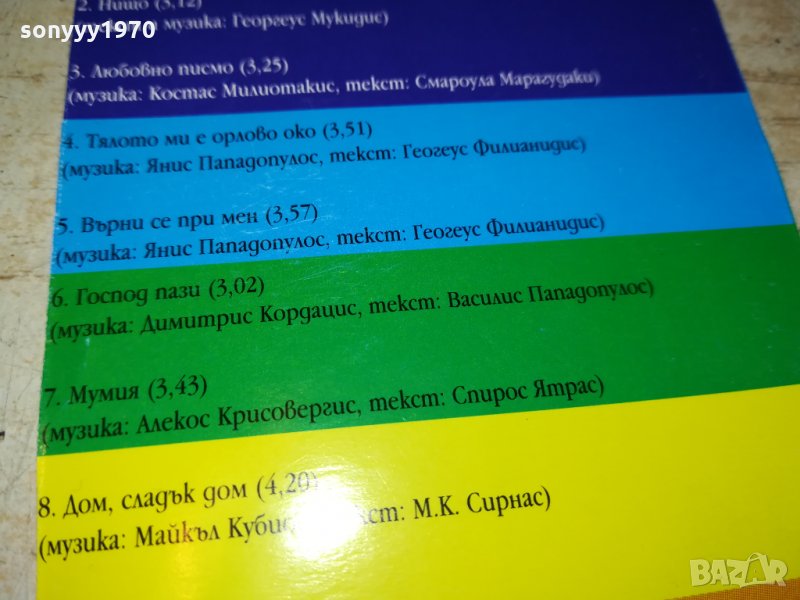 sonyyy1970
2. Нищо (3,12)
музика: Георгеус Мукидис)
3. Любовно писмо (3,25)
(музика: Костас Милиотакис, текст: Смароула Марагудаки)
4. Тялото ми е орлово око (3,51)
(музика: Янис Пападопулос, текст: Геогеус Филианидис)
5. Върни се при мен (3,57)
(музика: Янис Пападопулос, текст: Геогеус Филианидис)
6. Господ пази (3,02)
(музика: Димитрис Кордацис, текст: Василис Пападопулос)
7. Мумия (3,43)
(музика: Алекос Крисовергис, текст: Спирос Ятрас)
8. Дом, сладък дом (4,20)
(музика: Майкъл М.К. Сирнас)
BAZAR